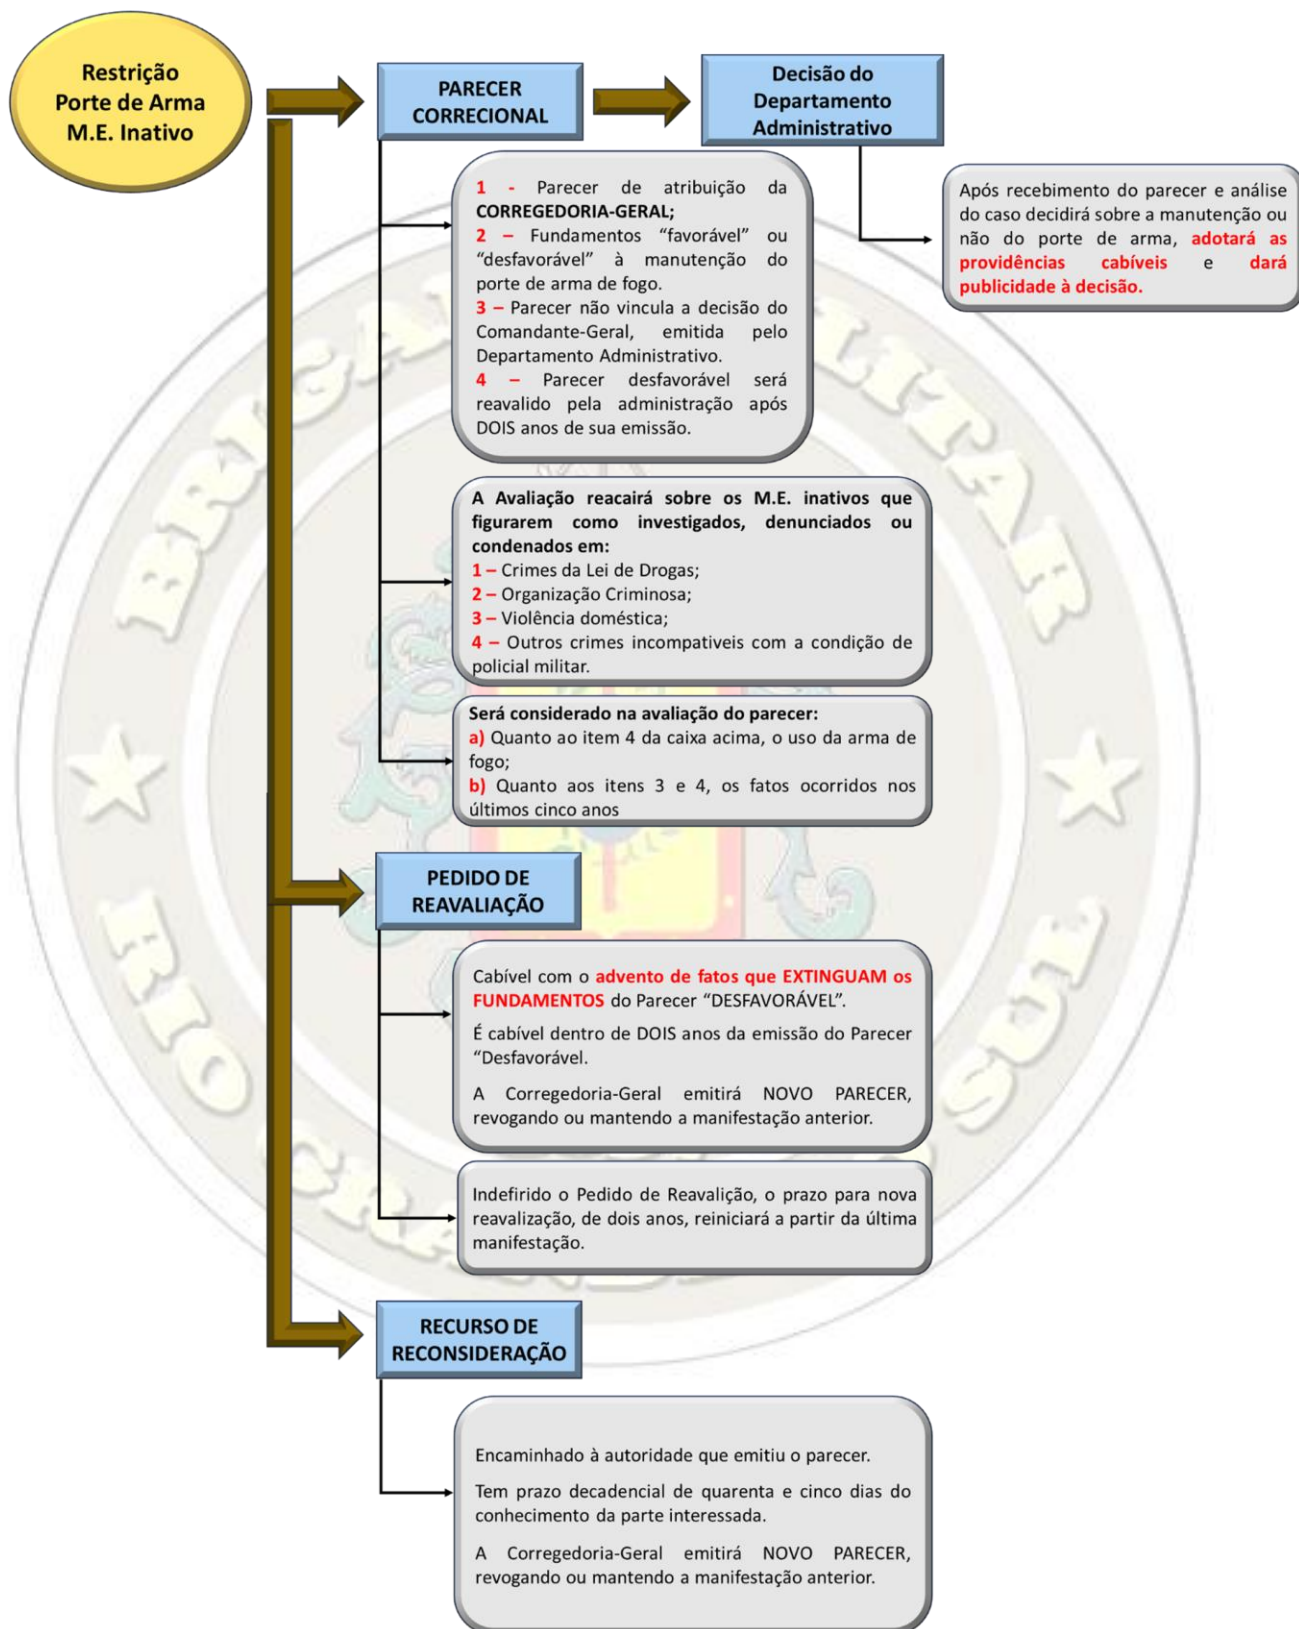 Restrição
Porte de Arma
M.E. Inativo
PARECER
CORRECIONAL
Decisão do
Departamento
Administrativo
Após recebimento do parecer e análise
do caso decidirá sobre a manutenção ou
não do porte de arma, adotará as
providências cabíveis e dará
publicidade à decisão.
1 - Parecer de atribuição da
CORREGEDORIA-GERAL;
2 – Fundamentos “favorável” ou
“desfavorável” à manutenção do
porte de arma de fogo.
3 – Parecer não vincula a decisão do
Comandante-Geral, emitida pelo
Departamento Administrativo.
4 – Parecer desfavorável será
reavalido pela administração após
DOIS anos de sua emissão.
A Avaliação reacairá sobre os M.E. inativos que
figurarem como investigados, denunciados ou
condenados em:
1 – Crimes da Lei de Drogas;
2 – Organização Criminosa;
3 – Violência doméstica;
4 – Outros crimes incompativeis com a condição de
policial militar.
Será considerado na avaliação do parecer:
a) Quanto ao item 4 da caixa acima, o uso da arma de
fogo;
b) Quanto aos itens 3 e 4, os fatos ocorridos nos
últimos cinco anos
PEDIDO DE
REAVALIAÇÃO
Cabível com o advento de fatos que EXTINGUAM os
FUNDAMENTOS do Parecer “DESFAVORÁVEL”.
É cabível dentro de DOIS anos da emissão do Parecer
“Desfavorável.
A Corregedoria-Geral emitirá NOVO PARECER,
revogando ou mantendo a manifestação anterior.
Indefirido o Pedido de Reavalição, o prazo para nova
reavalização, de dois anos, reiniciará a partir da última
manifestação.
RECURSO DE
RECONSIDERAÇÃO
Encaminhado à autoridade que emitiu o parecer.
Tem prazo decadencial de quarenta e cinco dias do
conhecimento da parte interessada.
A Corregedoria-Geral emitirá NOVO PARECER,
revogando ou mantendo a manifestação anterior.